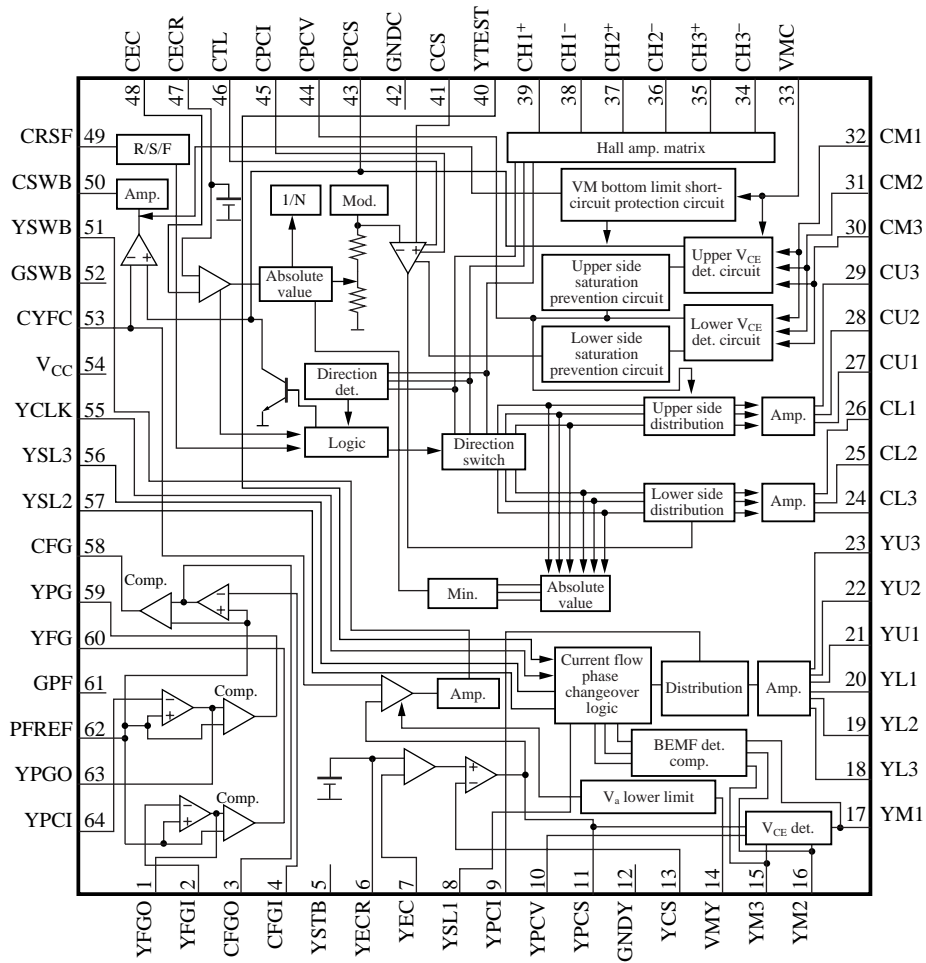 CEC
CECR
CTL
CPCI
CPCV
CPCS
GNDC
CCS
YTEST
CH1+
CH1−
CH2+
CH2−
CH3+
CH3−
VMC
48
47
46
45
44
43
42
41
40
39
38
37
36
35
34
33
CRSF 49
CSWB 50
YSWB 51
GSWB 52
CYFC 53
VCC 54
YCLK 55
YSL3 56
YSL2 57
CFG 58
YPG 59
YFG 60
GPF 61
PFREF 62
YPGO 63
YPCI 64
32 CM1
31 CM2
30 CM3
29 CU3
28 CU2
27 CU1
26 CL1
25 CL2
24 CL3
23 YU3
22 YU2
21 YU1
20 YL1
19 YL2
18 YL3
17 YM1
R/S/F
Amp.
− +
1/N
Mod.
Absolute
value
− − + +
Hall amp. matrix
VM bottom limit short-
circuit protection circuit
Upper side
saturation
prevention circuit
Upper VCE
det. circuit
Lower side
saturation
prevention circuit
Lower VCE
det. circuit
Direction
det.
Logic
Direction
switch
Upper side
distribution
Amp.
Lower side
distribution
Amp.
Min.
Absolute
value
Comp.
−
+
−
+
Comp.
−
+
Comp.
Amp.
Current flow
phase
changeover
logic
Distribution
Amp.
BEMF det.
comp.
+
−
Va lower limit
VCE det.
1
2
3
4
5
6
7
8
9
10
11
12
13
14
15
16
YFGO
YFGI
CFGO
CFGI
YSTB
YECR
YEC
YSL1
YPCI
YPCV
YPCS
GNDY
YCS
VMY
YM3
YM2